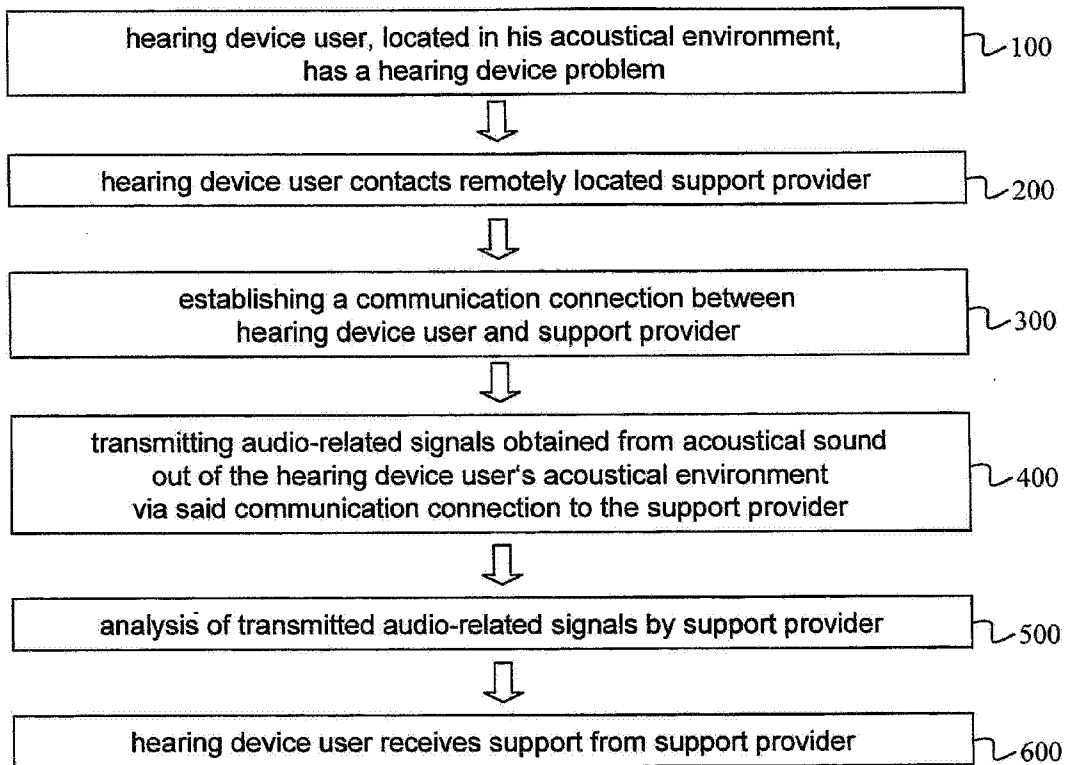 hearing device user, located in his acoustical environment,
has a hearing device problem
100
hearing device user contacts remotely located support provider
200
establishing a communication connection between
hearing device user and support provider
300
transmitting audio-related signals obtained from acoustical sound
out of the hearing device user's acoustical environment
via said communication connection to the support provider
400
analysis of transmitted audio-related signals by support provider
500
hearing device user receives support from support provider
600